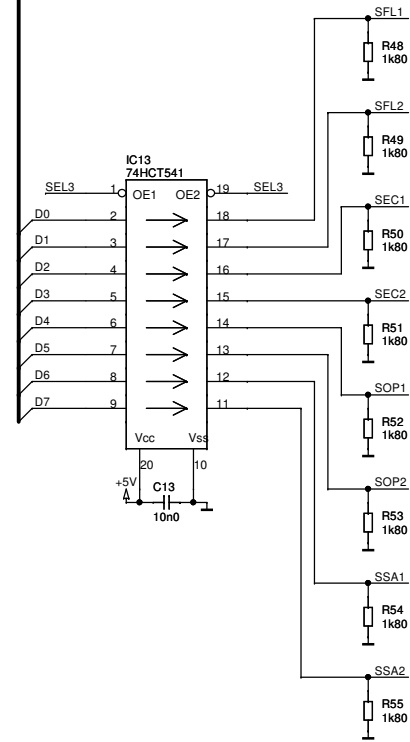 SFL1
R48
1k80
SFL2
R49
1k80
IC13
74HCT541
SEL3 1 OE1 OE2 19 SEL3
SEC1
D0 2 18
R50
1k80
D1 3 17
D2 4 16
D3 5 15 SEC2
R51
1k80
D4 6 14
D5 7 13
D6 8 12 SOP1
D7 9 11
R52
1k80
Vcc Vss
20 10
+5V C13
10n0
SOP2
R53
1k80
SSA1
R54
1k80
SSA2
R55
1k80